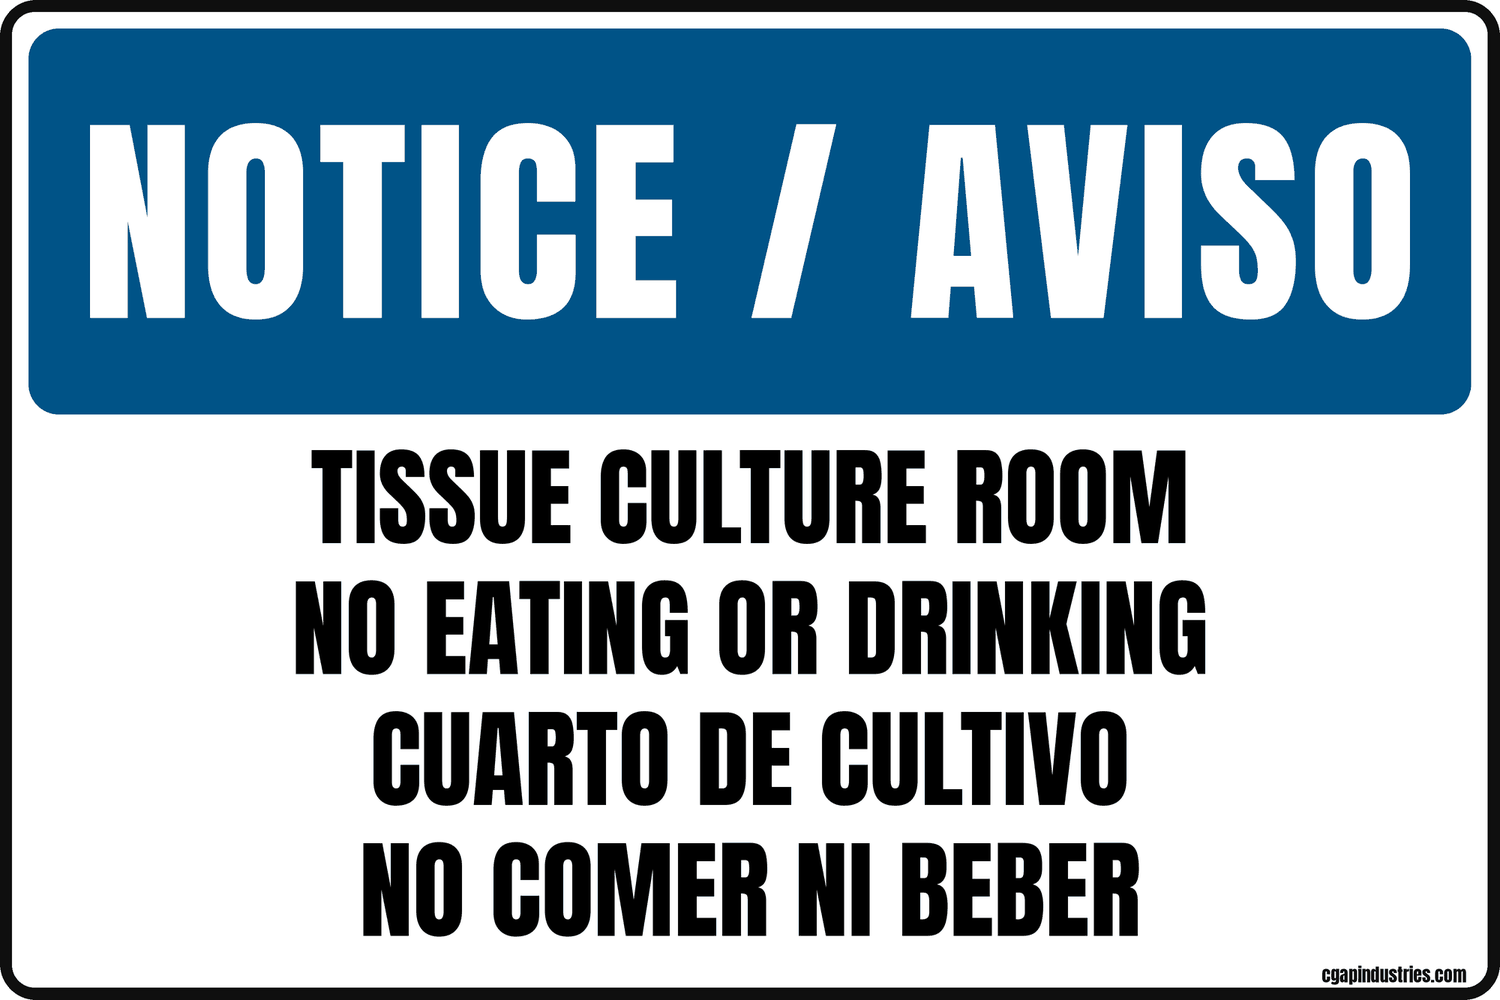 NOTICE / AVISO
TISSUE CULTURE ROOM
NO EATING OR DRINKING
CUARTO DE CULTIVO
NO COMER NI BEBER
cgapindustries.com